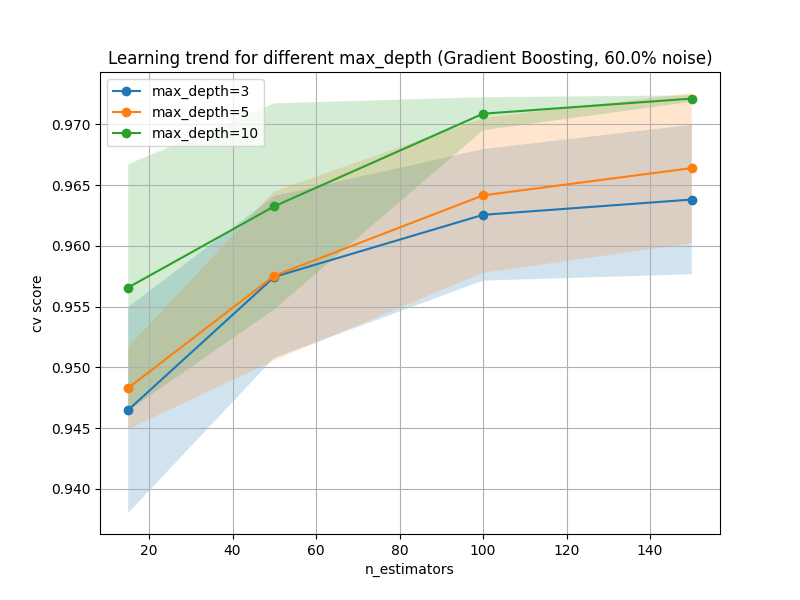 Learning trend for different max_depth (Gradient Boosting, 60.0% noise)
max_depth=3
max_depth=5
max_depth=10
0.970
0.965
0.960
0.955
0.950
0.945
0.940
cv score
20 40 60 80 100 120 140
n_estimators